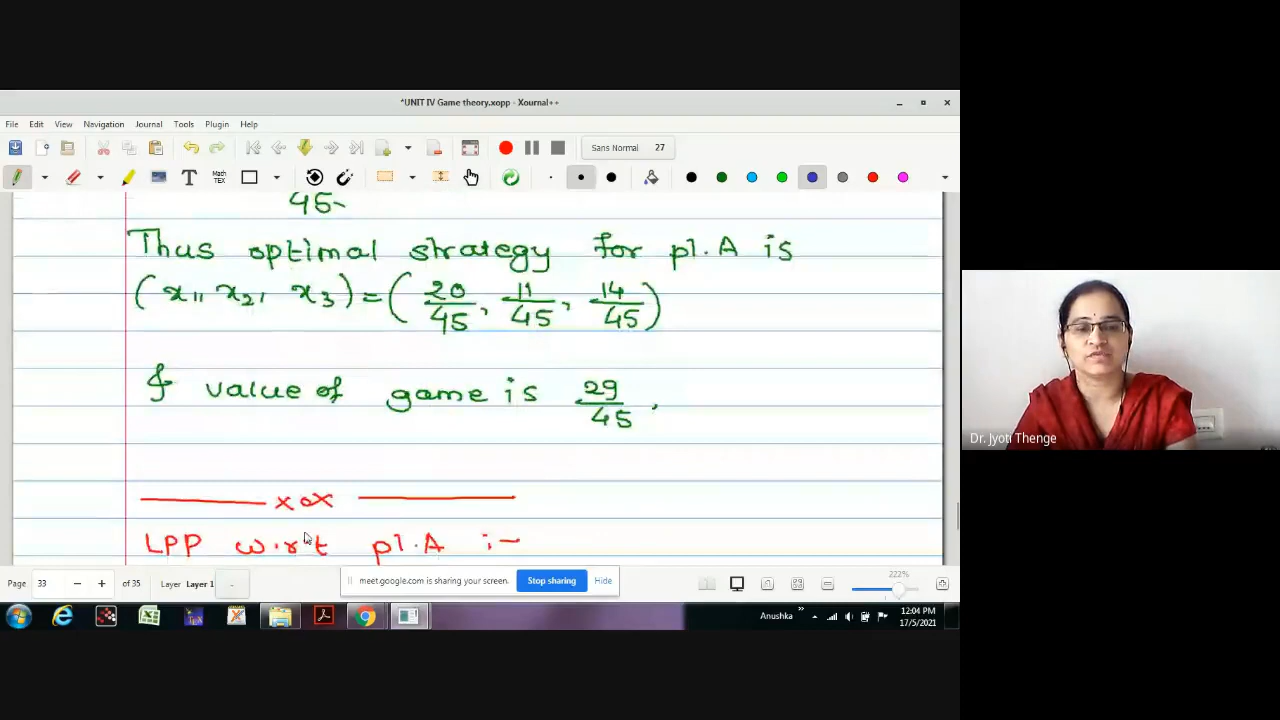 *UNIT IV Game theory.xopp - Xournal++
File Edit View Navigation Journal Tools Plugin Help
Sans Normal 27
45
Thus optimal strategy for pl.A is
(x1, x2, x3) = (20/45, 11/45, 14/45)
& value of game is 29/45.
xox
LPP w.r.t pl.A :-
Dr. Jyoti Thenge
Page 33 of 35 Layer Layer 1 222%
meet.google.com is sharing your screen. Stop sharing Hide
Anushka 12:04 PM
17/5/2021